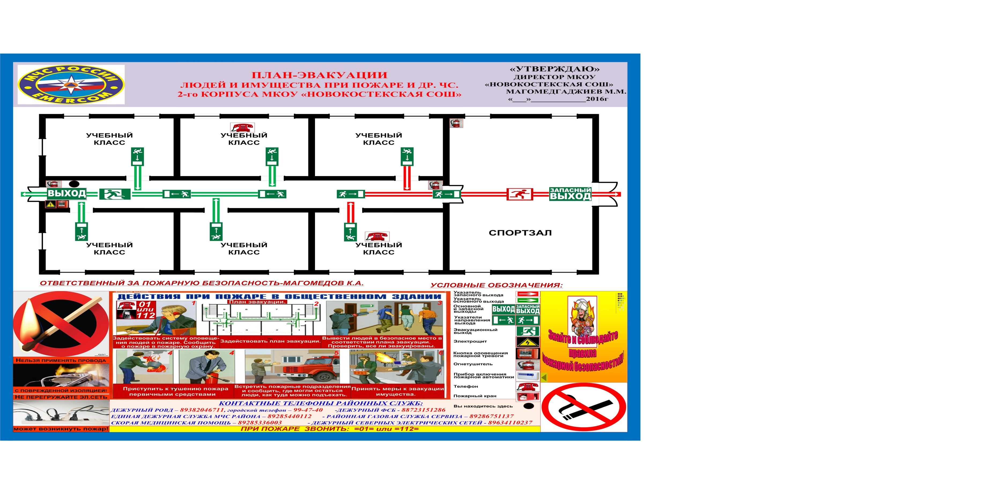 МЧС РОССИИ
EMERCOM
ПЛАН-ЭВАКУАЦИИ
ЛЮДЕЙ И ИМУЩЕСТВА ПРИ ПОЖАРЕ И ДР. ЧС.
2-го КОРПУСА МКОУ «НОВОКОСТЕКСКАЯ СОШ»
«УТВЕРЖДАЮ»
ДИРЕКТОР МКОУ
«НОВОКОСТЕКСКАЯ СОШ»
МАГОМЕДГАДЖИЕВ М.М.
«___»____________2016г
УЧЕБНЫЙ
КЛАСС
УЧЕБНЫЙ
КЛАСС
УЧЕБНЫЙ
КЛАСС
ВЫХОД
ЗАПАСНЫЙ
ВЫХОД
СПОРТЗАЛ
УЧЕБНЫЙ
КЛАСС
УЧЕБНЫЙ
КЛАСС
УЧЕБНЫЙ
КЛАСС
ОТВЕТСТВЕННЫЙ ЗА ПОЖАРНУЮ БЕЗОПАСНОСТЬ-МАГОМЕДОВ К.А.
УСЛОВНЫЕ ОБОЗНАЧЕНИЯ:
НЕЛЬЗЯ ПРИМЕНЯТЬ ПРОВОДА
С ПОВРЕЖДЕННОЙ ИЗОЛЯЦИЕЙ!
НЕ ПЕРЕГРУЖАЙТЕ ЭЛ.СЕТЬ
может возникнуть пожар!
ДЕЙСТВИЯ ПРИ ПОЖАРЕ В ОБЩЕСТВЕННОМ ЗДАНИИ
01
или
112
1
План эвакуации.
2
3
Задействовать систему оповеще-
ния людей о пожаре. Сообщить
о пожаре в пожарную охрану.
Задействовать план эвакуации.
Вывести людей в безопасное место в
соответствии плана эвакуации.
Проверить, все ли эвакуированы.
4
4
5
6
Приступить к тушению пожара
первичными средствами
Встретить пожарные подразделения
и сообщить, где могли остаться
люди, как туда можно подъехать.
Принять меры к эвакуации
имущества.
Указатель
запасного выхода
Указатель
основного выхода
Основной
и запасной
выходы
ВЫХОД
ЗАПАСНЫЙ
ВЫХОД
Указатели
направления
выхода
Эвакуационный
выход
Электрощит
Кнопка оповещения
пожарной тревоги
Огнетушитель
Прибор включения
пожарной автоматики
Телефон
Пожарный кран
Вы находитесь здесь
Знайте и соблюдайте
правила
пожарной безопасности!!!
КОНТАКТНЫЕ ТЕЛЕФОНЫ РАЙОННЫХ СЛУЖБ:
ДЕЖУРНЫЙ РОВД – 89382046711, городской телефон – 99-47-40 -ДЕЖУРНЫЙ ФСБ - 88723151286
ЕДИНАЯ ДЕЖУРНАЯ СЛУЖБА МЧС РАЙОНА – 89285440112 - РАЙОННАЯ ГАЗОВАЯ СЛУЖБА СЕРВИЗА – 89286751137
СКОРАЯ МЕДИЦИНСКАЯ ПОМОЩЬ – 89285336003 - ДЕЖУРНЫЙ СЕВЕРНЫХ ЭЛЕКТРИЧЕСКИХ СЕТЕЙ - 89634110237
ПРИ ПОЖАРЕ ЗВОНИТЬ: =01= или =112=